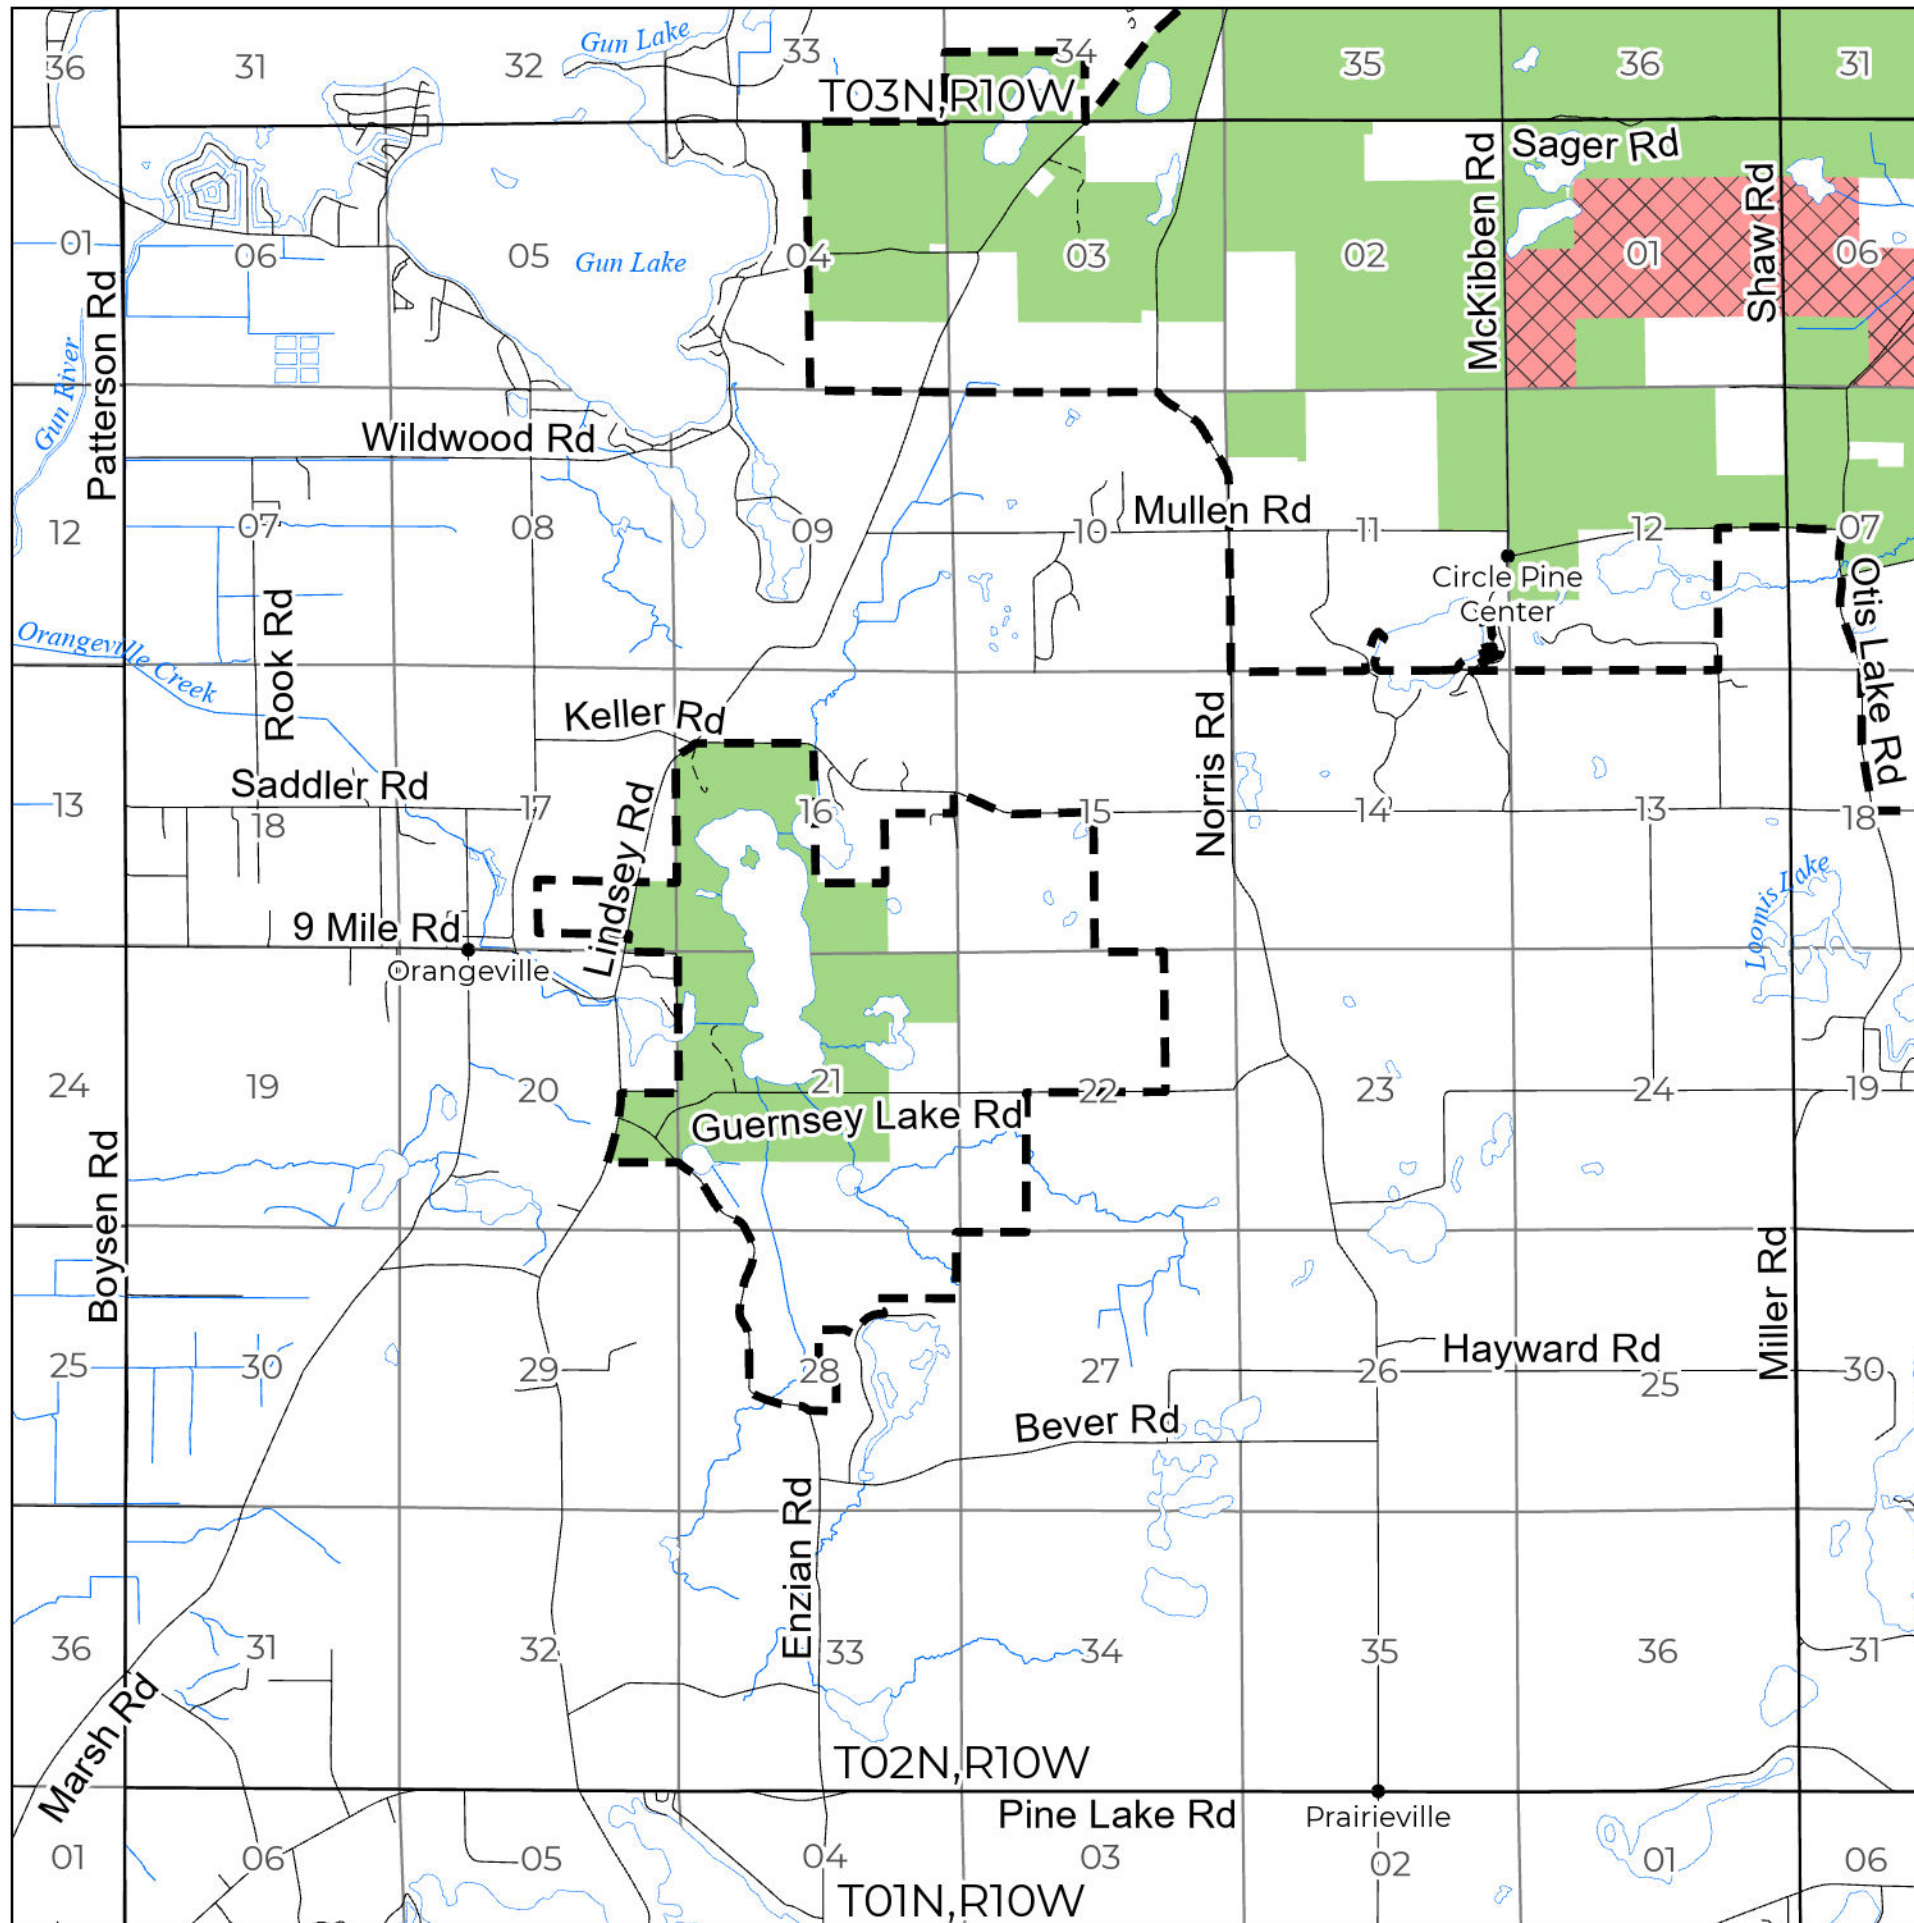 Gun Lake
36
31
32
33
34
35
36
31
T03N,R10W
McKibben Rd
Sager Rd
Shaw Rd
01
06
05
Gun Lake
04
03
02
01
06
Patterson Rd
Gun River
Wildwood Rd
12
07
08
09
10
Mullen Rd
11
12
07
Circle Pine
Center
Otis Lake Rd
Orangeville Creek
Rook Rd
Keller Rd
Norris Rd
Saddler Rd
13
18
17
Lindsey Rd
16
15
14
13
18
9 Mile Rd
Orangeville
Loomis Lake
24
19
20
21
22
23
24
19
Guernsey Lake Rd
Boysen Rd
Miller Rd
25
30
29
28
27
Hayward Rd
26
25
30
Bever Rd
Enzian Rd
36
31
32
33
34
35
36
31
Marsh Rd
T02N,R10W
Pine Lake Rd
Prairieville
01
06
05
04
03
02
01
06
T01N,R10W